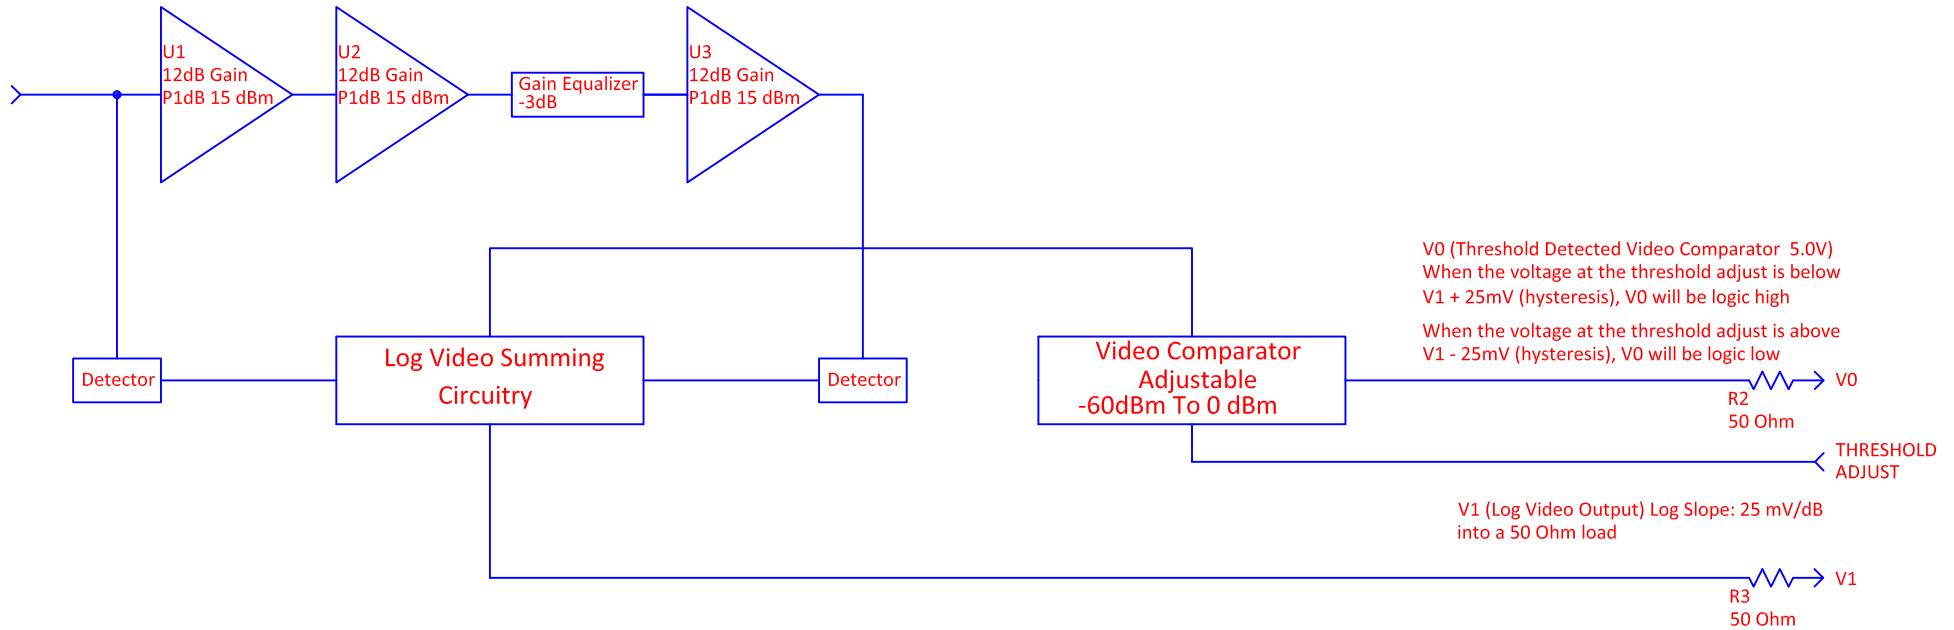 U1
12dB Gain
P1dB 15 dBm
U2
12dB Gain
P1dB 15 dBm
Gain Equalizer
-3dB
U3
12dB Gain
P1dB 15 dBm
V0 (Threshold Detected Video Comparator  5.0V)
When the voltage at the threshold adjust is below
V1 + 25mV (hysteresis), V0 will be logic high
When the voltage at the threshold adjust is above
V1 - 25mV (hysteresis), V0 will be logic low
Detector
Log Video Summing
Circuitry
Detector
Video Comparator
Adjustable
-60dBm To 0 dBm
V0
R2
50 Ohm
THRESHOLD
ADJUST
V1 (Log Video Output) Log Slope: 25 mV/dB
into a 50 Ohm load
V1
R3
50 Ohm